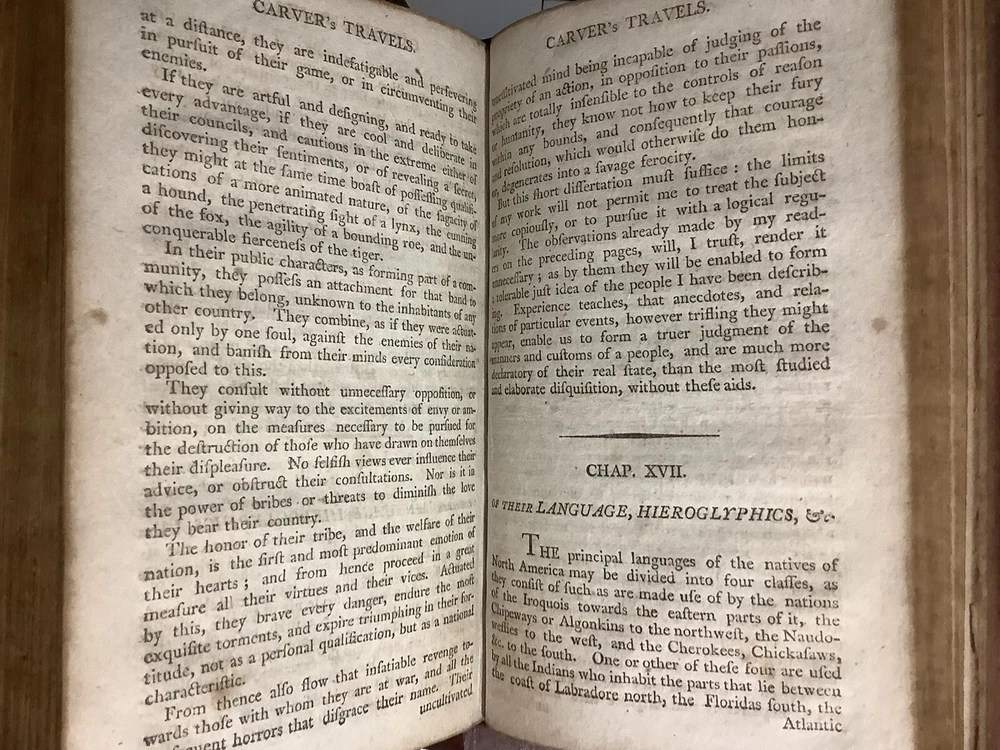 CARVER's TRAVELS.
at a diſtance, they are indefatigable and perſevering
in purſuit of their game, or in circumventing their
enemies.
If they are artful and deſigning, and ready to take
every advantage, if they are cool and deliberate in
their councils, and cautious in the extreme either of
diſcovering their ſentiments, or of revealing a ſecret,
they might at the ſame time boaſt of poſſeſſing qualifi-
cations of a more animated nature, of the ſagacity of
a hound, the penetrating ſight of a lynx, the cunning
of the fox, the agility of a bounding roe, and the un-
conquerable fierceneſs of the tiger.
In their public characters, as forming part of a com-
munity, they poſſeſs an attachment for that band to
which they belong, unknown to the inhabitants of any
other country. They combine, as if they were actuat-
ed only by one ſoul, againſt the enemies of their na-
tion, and baniſh from their minds every conſideration
oppoſed to this.
They conſult without unneceſſary oppoſition, or
without giving way to the excitements of envy or am-
bition, on the meaſures neceſſary to be purſued for
the deſtruction of thoſe who have drawn on themſelves
their diſpleaſure. No ſelfiſh views ever influence their
advice, or obſtruct their conſultations. Nor is it in
the power of bribes or threats to diminiſh the love
they bear their country.
The honor of their tribe, and the welfare of their
nation, is the firſt and moſt predominant emotion of
their hearts; and from hence proceed in a great
meaſure all their virtues and their vices. Actuated
by this, they brave every danger, endure the moſt
exquiſite torments, and expire triumphing in their for-
titude, not as a perſonal qualification, but as a national
characteriſtic.
From thence alſo flow that inſatiable revenge to-
wards thoſe with whom they are at war, and all the
horrors that diſgrace their name. Their
uncultivated
CARVER's TRAVELS.
uncultivated mind being incapable of judging of the
propriety of an action, in oppoſition to their paſſions,
which are totally inſenſible to the controls of reaſon
or humanity, they know not how to keep their fury
within any bounds, and conſequently that courage
and reſolution, which would otherwiſe do them hon-
or, degenerates into a ſavage ferocity.
But this ſhort diſſertation muſt ſuffice: the limits
of my work will not permit me to treat the ſubject
more copiouſly, or to purſue it with a logical regu-
larity. The obſervations already made by my read-
ers on the preceding pages, will, I truſt, render it
unneceſſary; as by them they will be enabled to form
a tolerable juſt idea of the people I have been deſcrib-
ing. Experience teaches, that anecdotes, and rela-
tions of particular events, however trifling they might
appear, enable us to form a truer judgment of the
manners and cuſtoms of a people, and are much more
declaratory of their real ſtate, than the moſt ſtudied
and elaborate diſquiſition, without theſe aids.
CHAP. XVII.
OF THEIR LANGUAGE, HIEROGLYPHICS, &c.
THE principal languages of the natives of
North America may be divided into four claſſes, as
they conſiſt of ſuch as are made uſe of by the nations
of the Iroquois towards the eaſtern parts of it, the
Chipeways or Algonkins to the northweſt, the Naudo-
weſſies to the weſt, and the Cherokees, Chickaſaws,
&c. to the ſouth. One or other of theſe four are uſed
by all the Indians who inhabit the parts that lie between
the coaſt of Labradore north, the Floridas ſouth, the
Atlantic